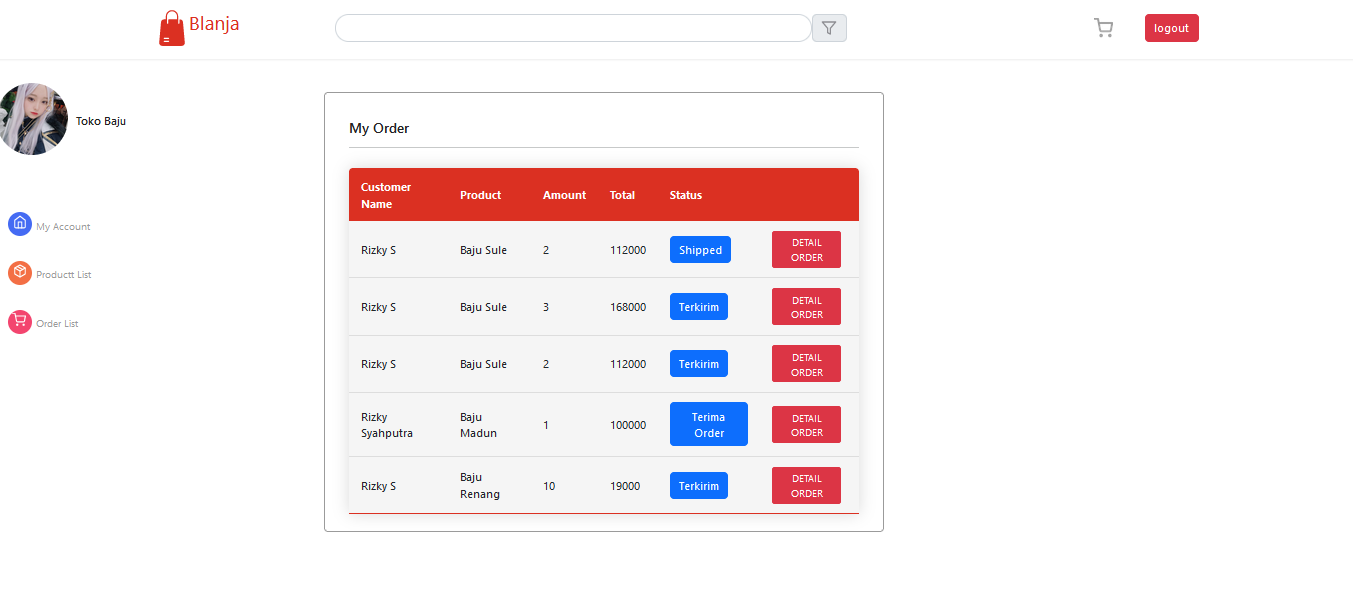 Blanja
logout
Toko Baju
My Account
Productt List
Order List
My Order
Customer Name Product Amount Total Status
Rizky S Baju Sule 2 112000 Shipped DETAIL ORDER
Rizky S Baju Sule 3 168000 Terkirim DETAIL ORDER
Rizky S Baju Sule 2 112000 Terkirim DETAIL ORDER
Rizky Syahputra Baju Madun 1 100000 Terima Order DETAIL ORDER
Rizky S Baju Renang 10 19000 Terkirim DETAIL ORDER